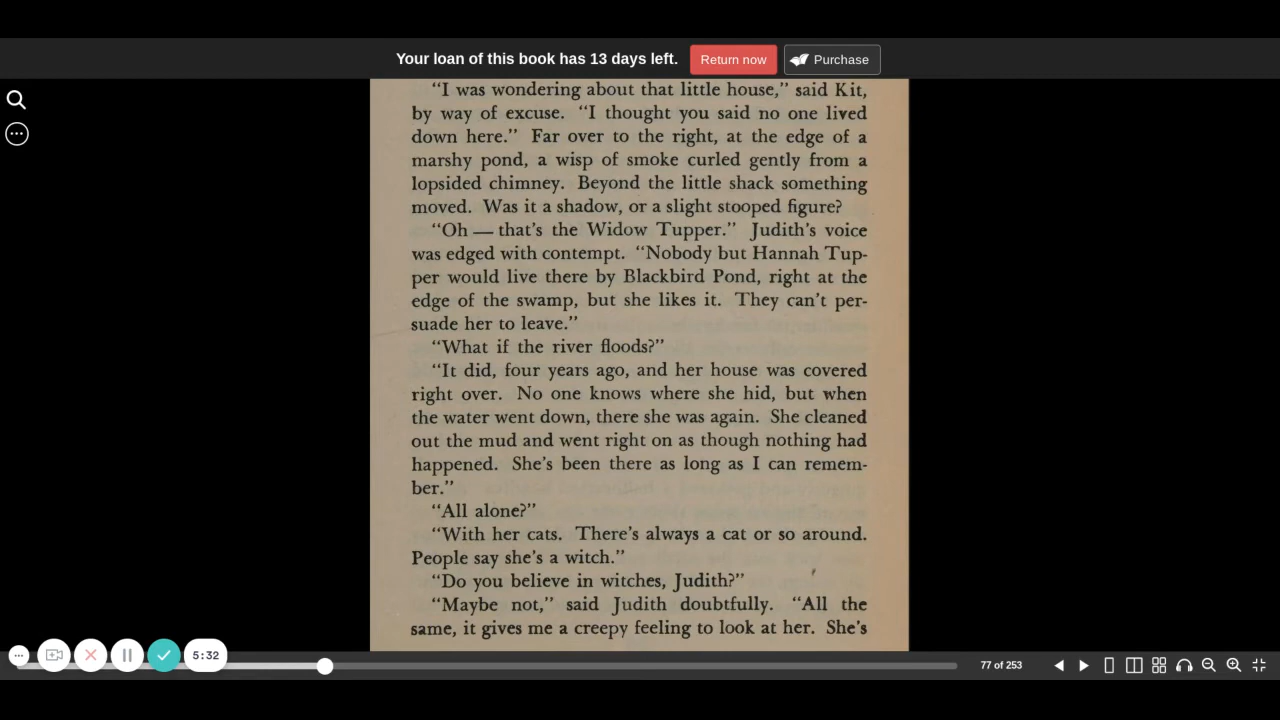 Your loan of this book has 13 days left. Return now Purchase
“I was wondering about that little house,” said Kit,
by way of excuse. “I thought you said no one lived
down here.” Far over to the right, at the edge of a
marshy pond, a wisp of smoke curled gently from a
lopsided chimney. Beyond the little shack something
moved. Was it a shadow, or a slight stooped figure?
“Oh — that’s the Widow Tupper.” Judith’s voice
was edged with contempt. “Nobody but Hannah Tup-
per would live there by Blackbird Pond, right at the
edge of the swamp, but she likes it. They can’t per-
suade her to leave.”
“What if the river floods?”
“It did, four years ago, and her house was covered
right over. No one knows where she hid, but when
the water went down, there she was again. She cleaned
out the mud and went right on as though nothing had
happened. She’s been there as long as I can remem-
ber.”
“All alone?”
“With her cats. There’s always a cat or so around.
People say she’s a witch.”
“Do you believe in witches, Judith?”
“Maybe not,” said Judith doubtfully. “All the
same, it gives me a creepy feeling to look at her. She’s
5:32
77 of 253